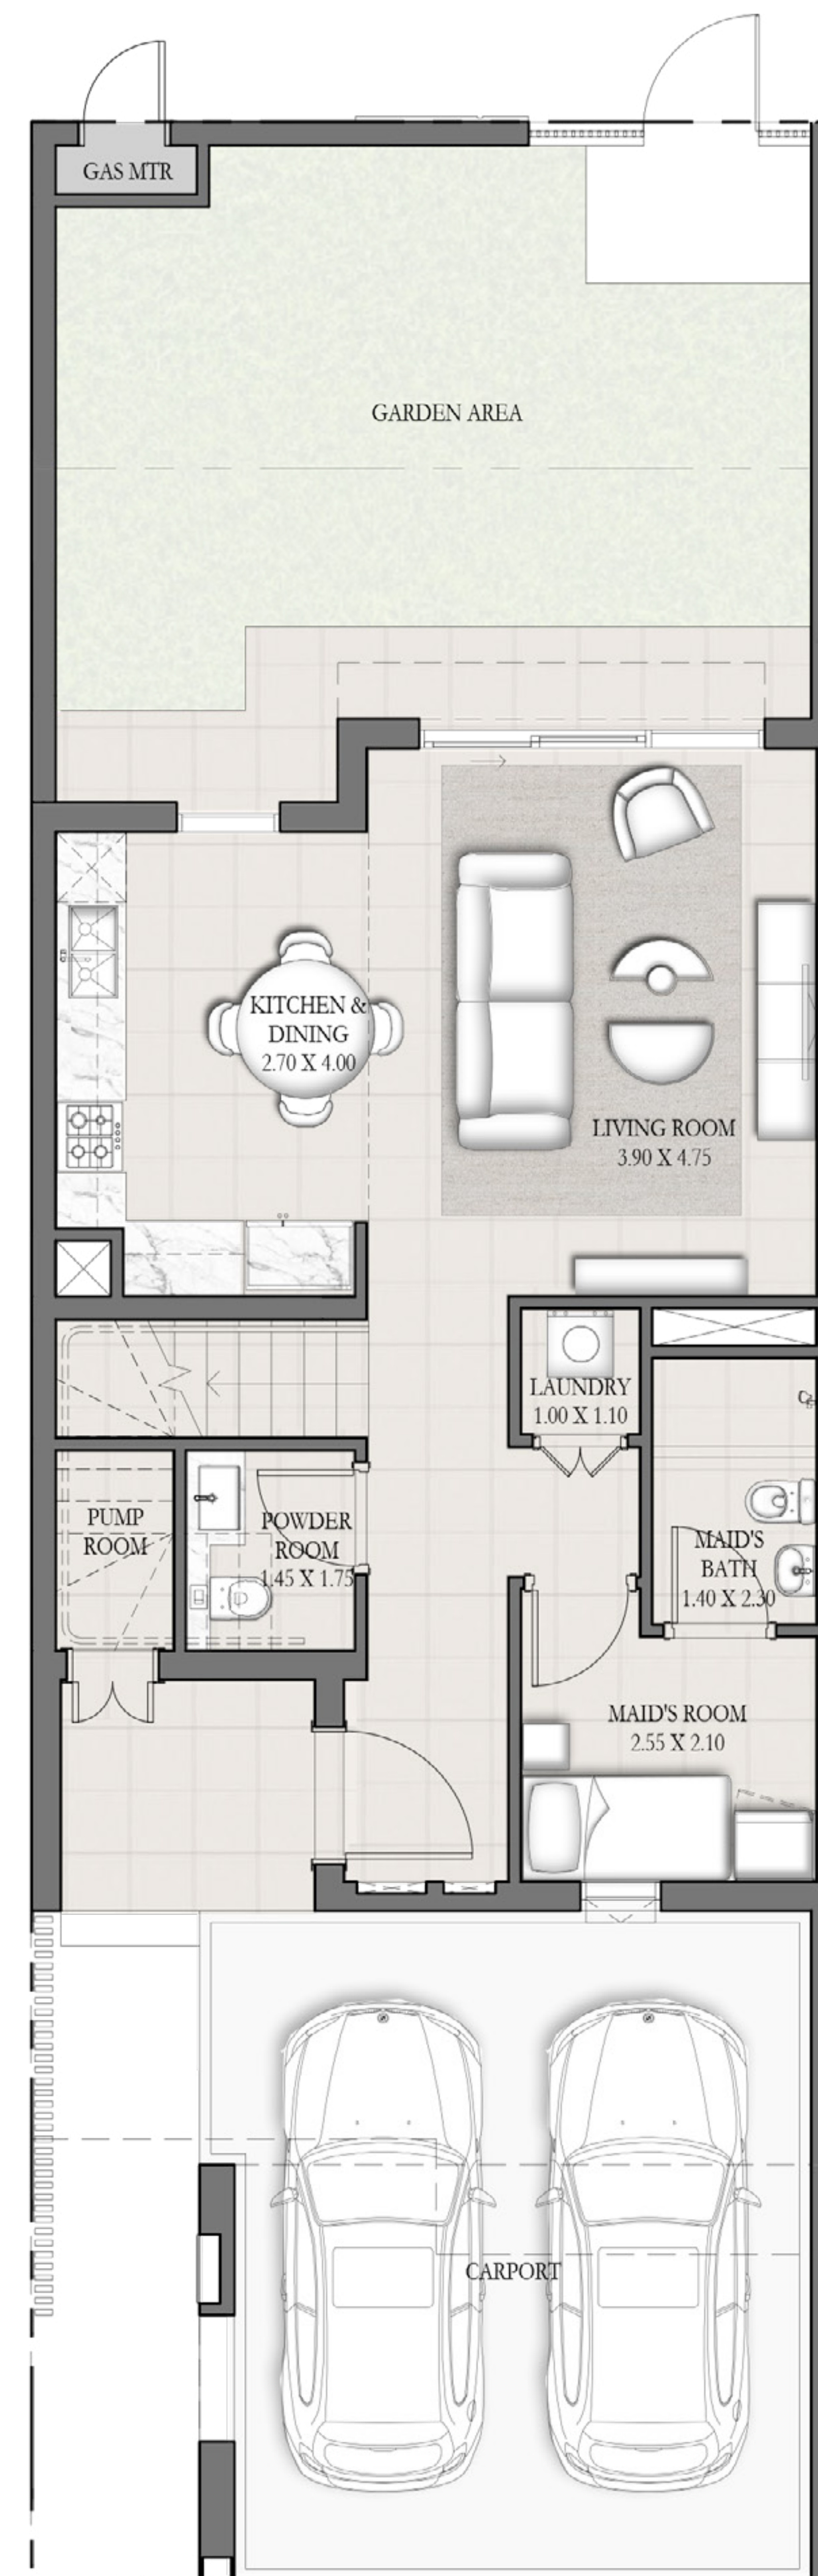 GAS MTR
GARDEN AREA
KITCHEN &
DINING
2.70 X 4.00
LIVING ROOM
3.90 X 4.75
LAUNDRY
1.00 X 1.10
PUMP
ROOM
POWDER
ROOM
1.45 X 1.75
MAID'S
BATH
1.40 X 2.30
MAID'S ROOM
2.55 X 2.10
CARPORT